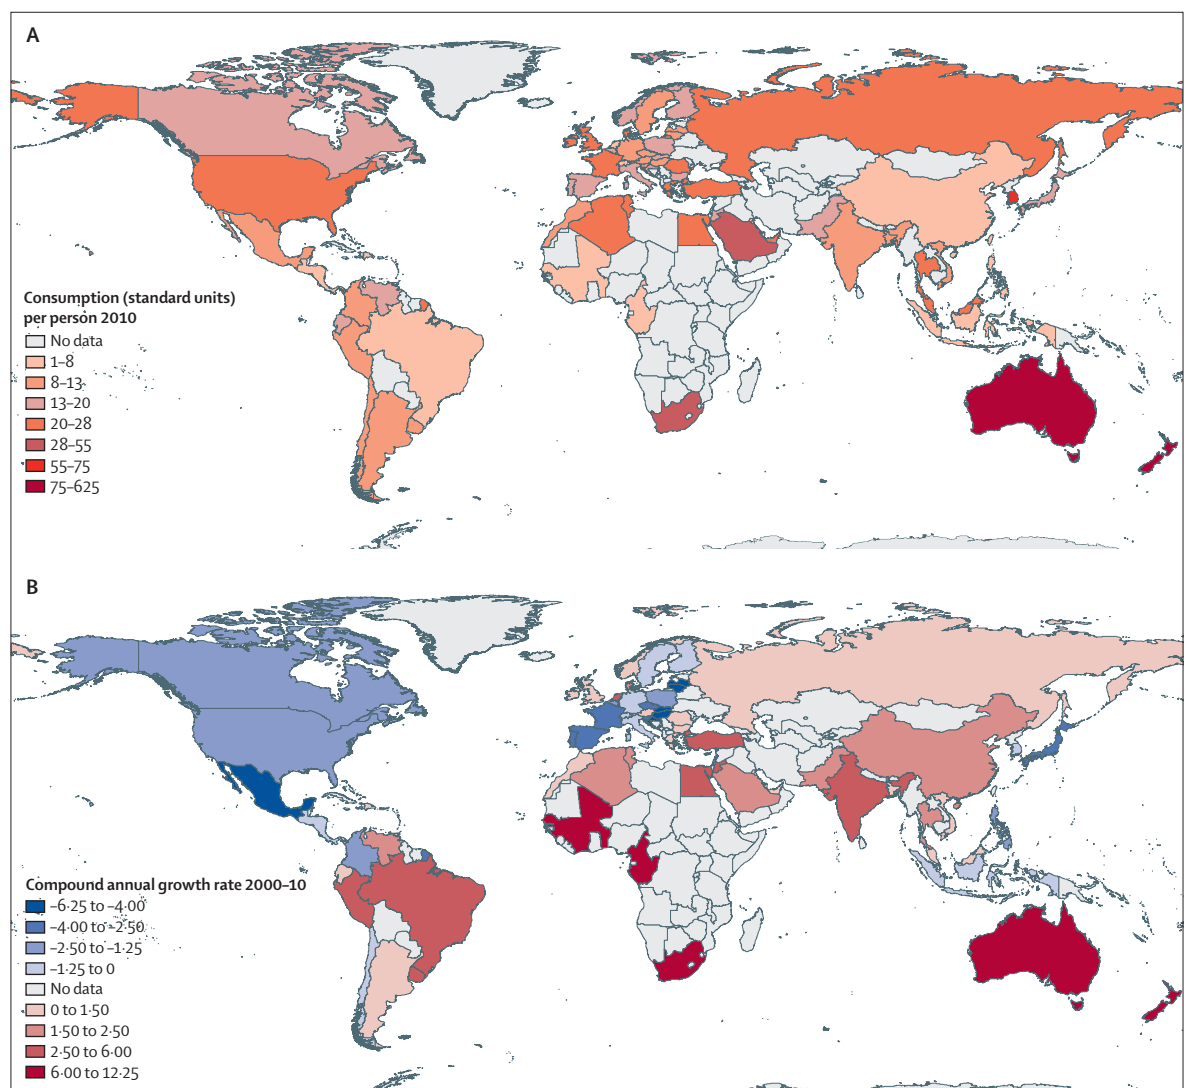 A
Consumption (standard units)
per person 2010
No data
1–8
8–13
13–20
20–28
28–55
55–75
75–625
B
Compound annual growth rate 2000–10
–6·25 to –4·00
–4·00 to –2·50
–2·50 to –1·25
–1·25 to 0
No data
0 to 1·50
1·50 to 2·50
2·50 to 6·00
6·00 to 12·25